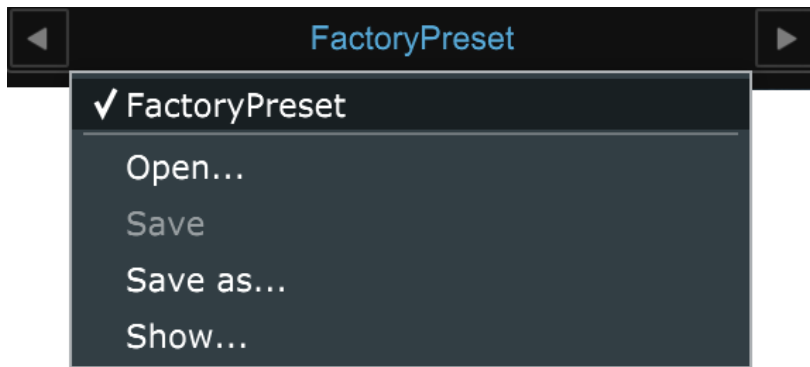 FactoryPreset
FactoryPreset
Open...
Save
Save as...
Show...